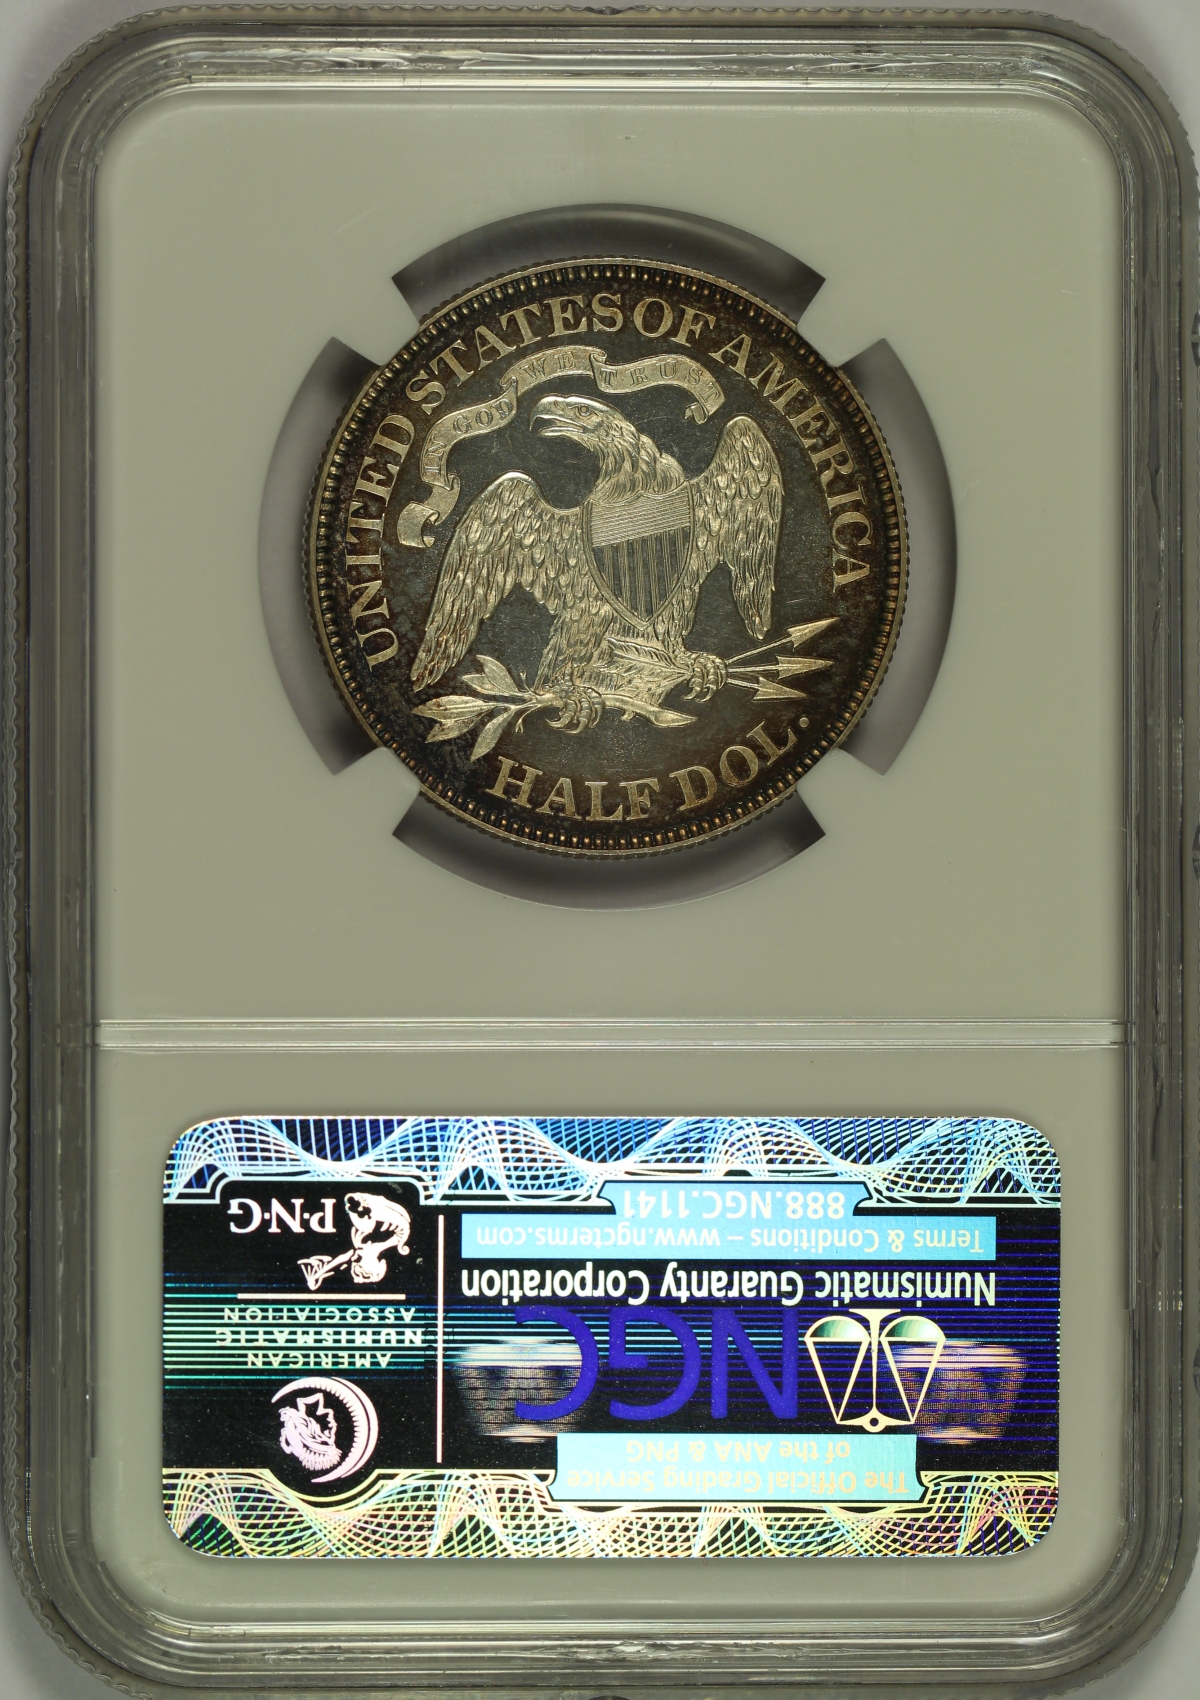 UNITED STATES OF AMERICA
IN GOD WE TRUST
HALF DOL.
The Official Grading Service
of the ANA & PNG
NGC
Numismatic Guaranty Corporation
Terms & Conditions – www.ngcterms.com
888.NGC.1141
AMERICAN
NUMISMATIC
ASSOCIATION
P·N·G